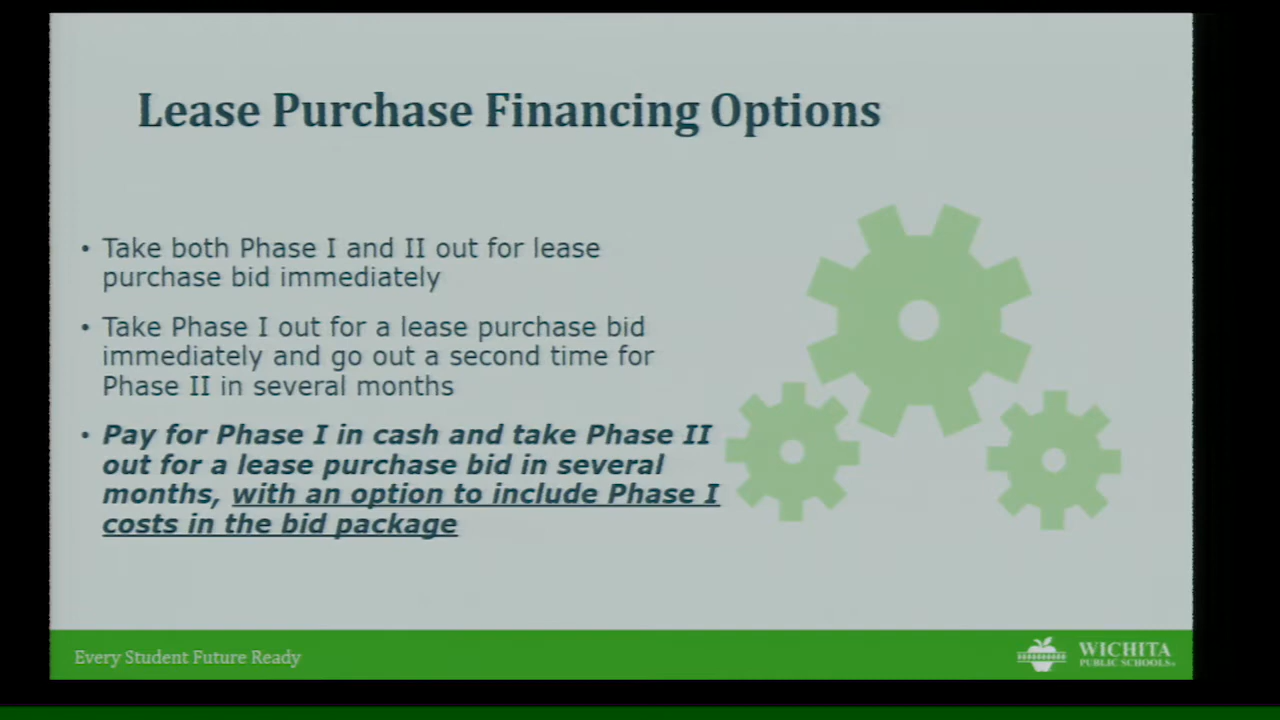 Lease Purchase Financing Options
• Take both Phase I and II out for lease
purchase bid immediately
• Take Phase I out for a lease purchase bid
immediately and go out a second time for
Phase II in several months
• Pay for Phase I in cash and take Phase II
out for a lease purchase bid in several
months, with an option to include Phase I
costs in the bid package
Every Student Future Ready
WICHITA
PUBLIC SCHOOLS